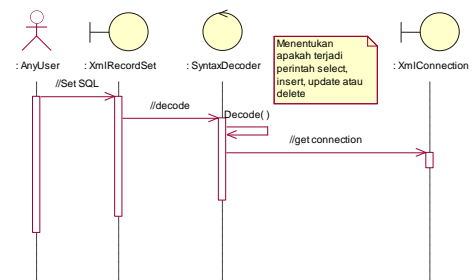 Menentukan
apakah terjadi
perintah select,
insert, update atau
delete
: AnyUser
: XmlRecordSet
: SyntaxDecoder
: XmlConnection
//Set SQL
//decode
Decode( )
//get connection